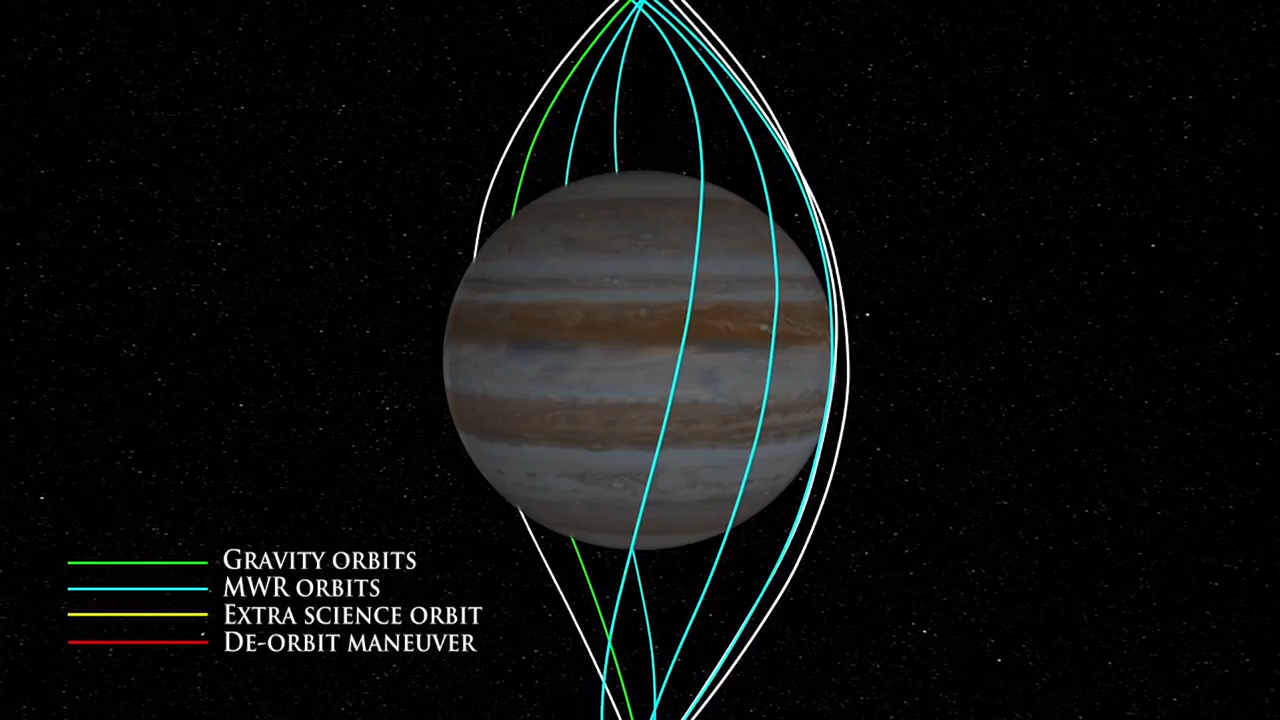 Gravity orbits
MWR orbits
Extra science orbit
De-orbit maneuver